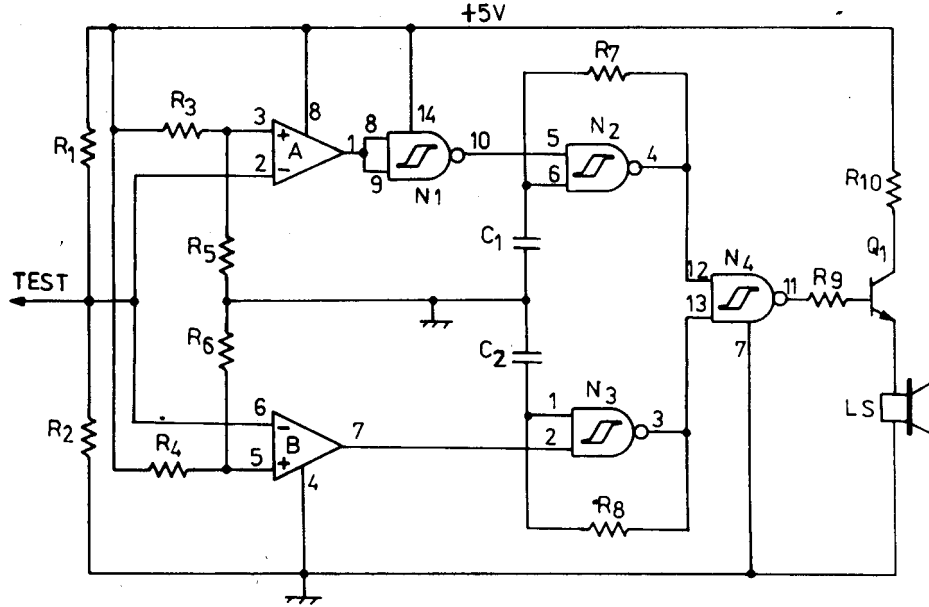 +5V
R7
R3
3
+
A
8
14
2
-
1
8
9
N1
10
5
6
N2
4
R1
R10
Q1
R5
C1
TEST
N4
12
13
11
R9
7
R6
C2
R2
R4
6
-
B
5
+
7
4
1
2
N3
3
LS
R8